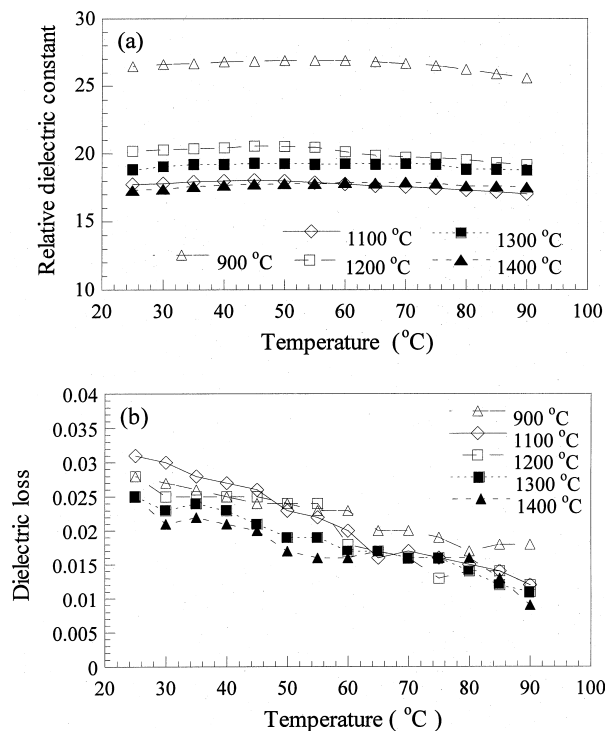 (a)
Relative dielectric constant
30
25
20
15
10
900 °C
1100 °C
1200 °C
1300 °C
1400 °C
20 30 40 50 60 70 80 90 100
Temperature (°C)
(b)
Dielectric loss
0.04
0.035
0.03
0.025
0.02
0.015
0.01
0.005
0
900 °C
1100 °C
1200 °C
1300 °C
1400 °C
20 30 40 50 60 70 80 90 100
Temperature (°C)